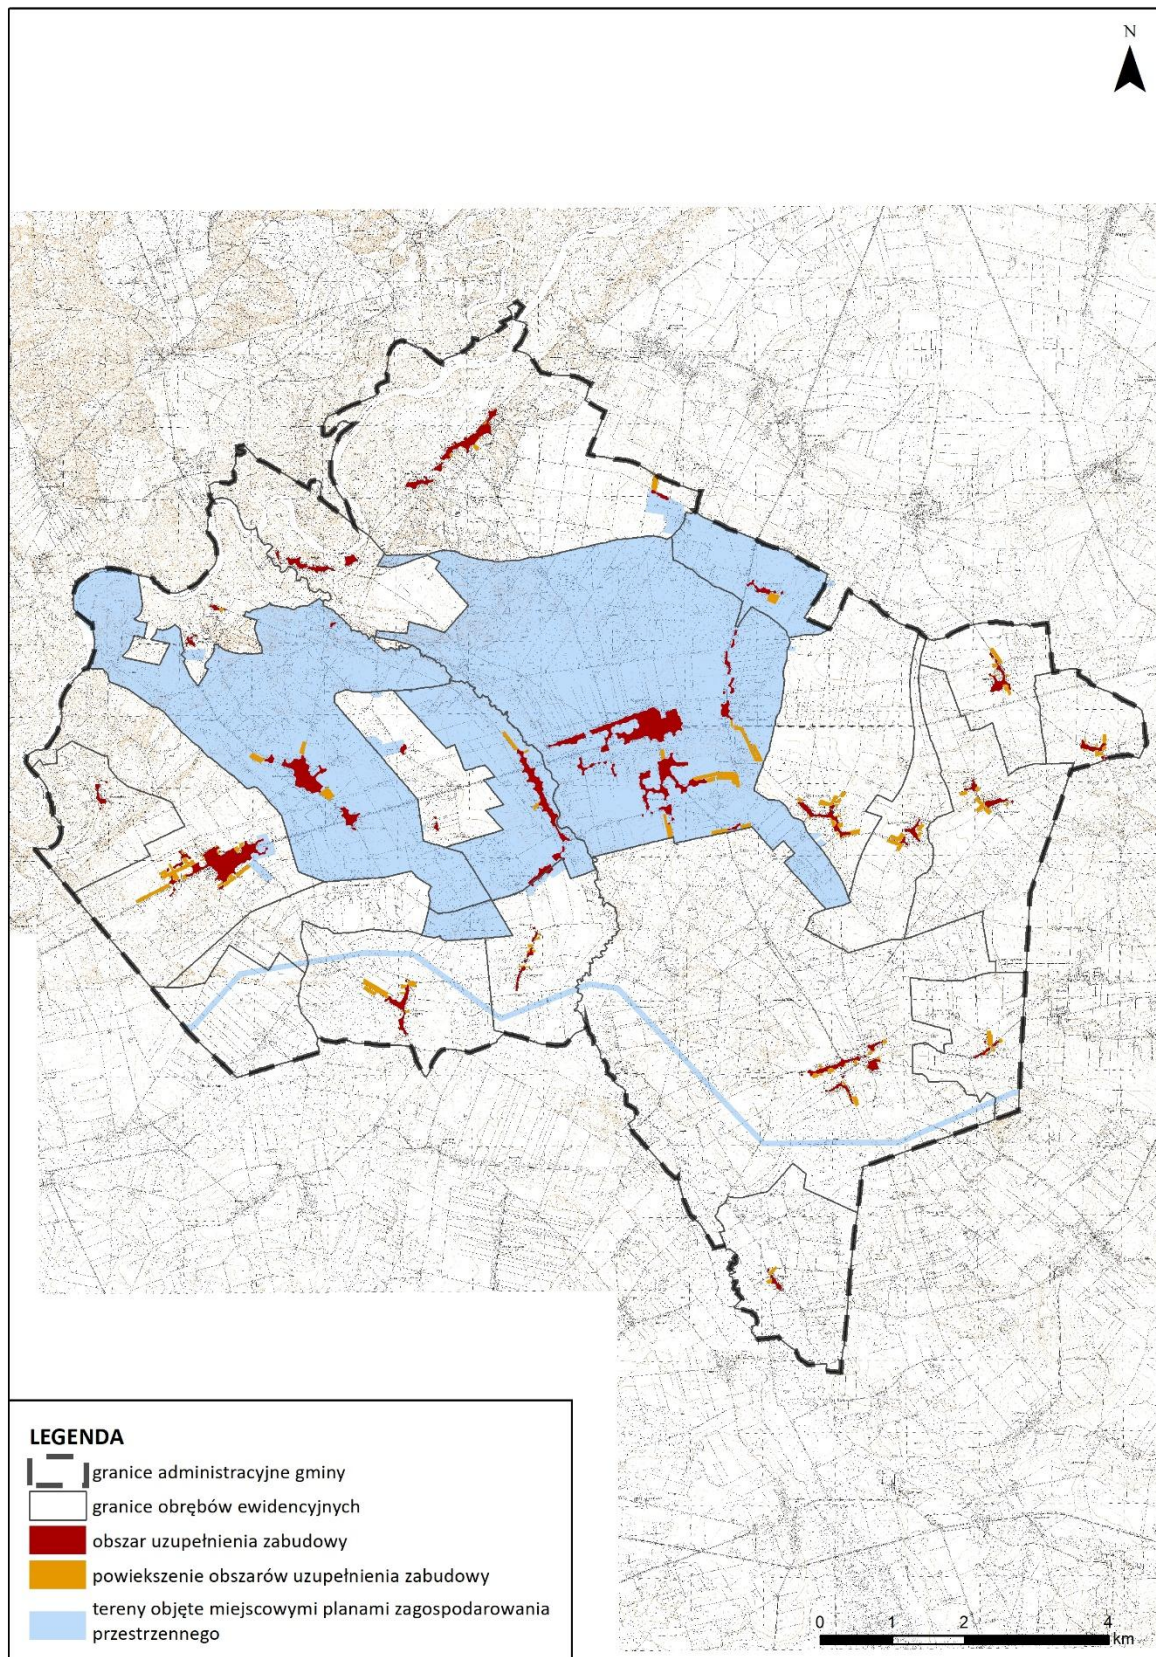 N
LEGENDA
granice administracyjne gminy
granice obrębów ewidencyjnych
obszar uzupełnienia zabudowy
powiekszenie obszarów uzupełnienia zabudowy
tereny objęte miejscowymi planami zagospodarowania
przestrzennego
0 1 2 4
km